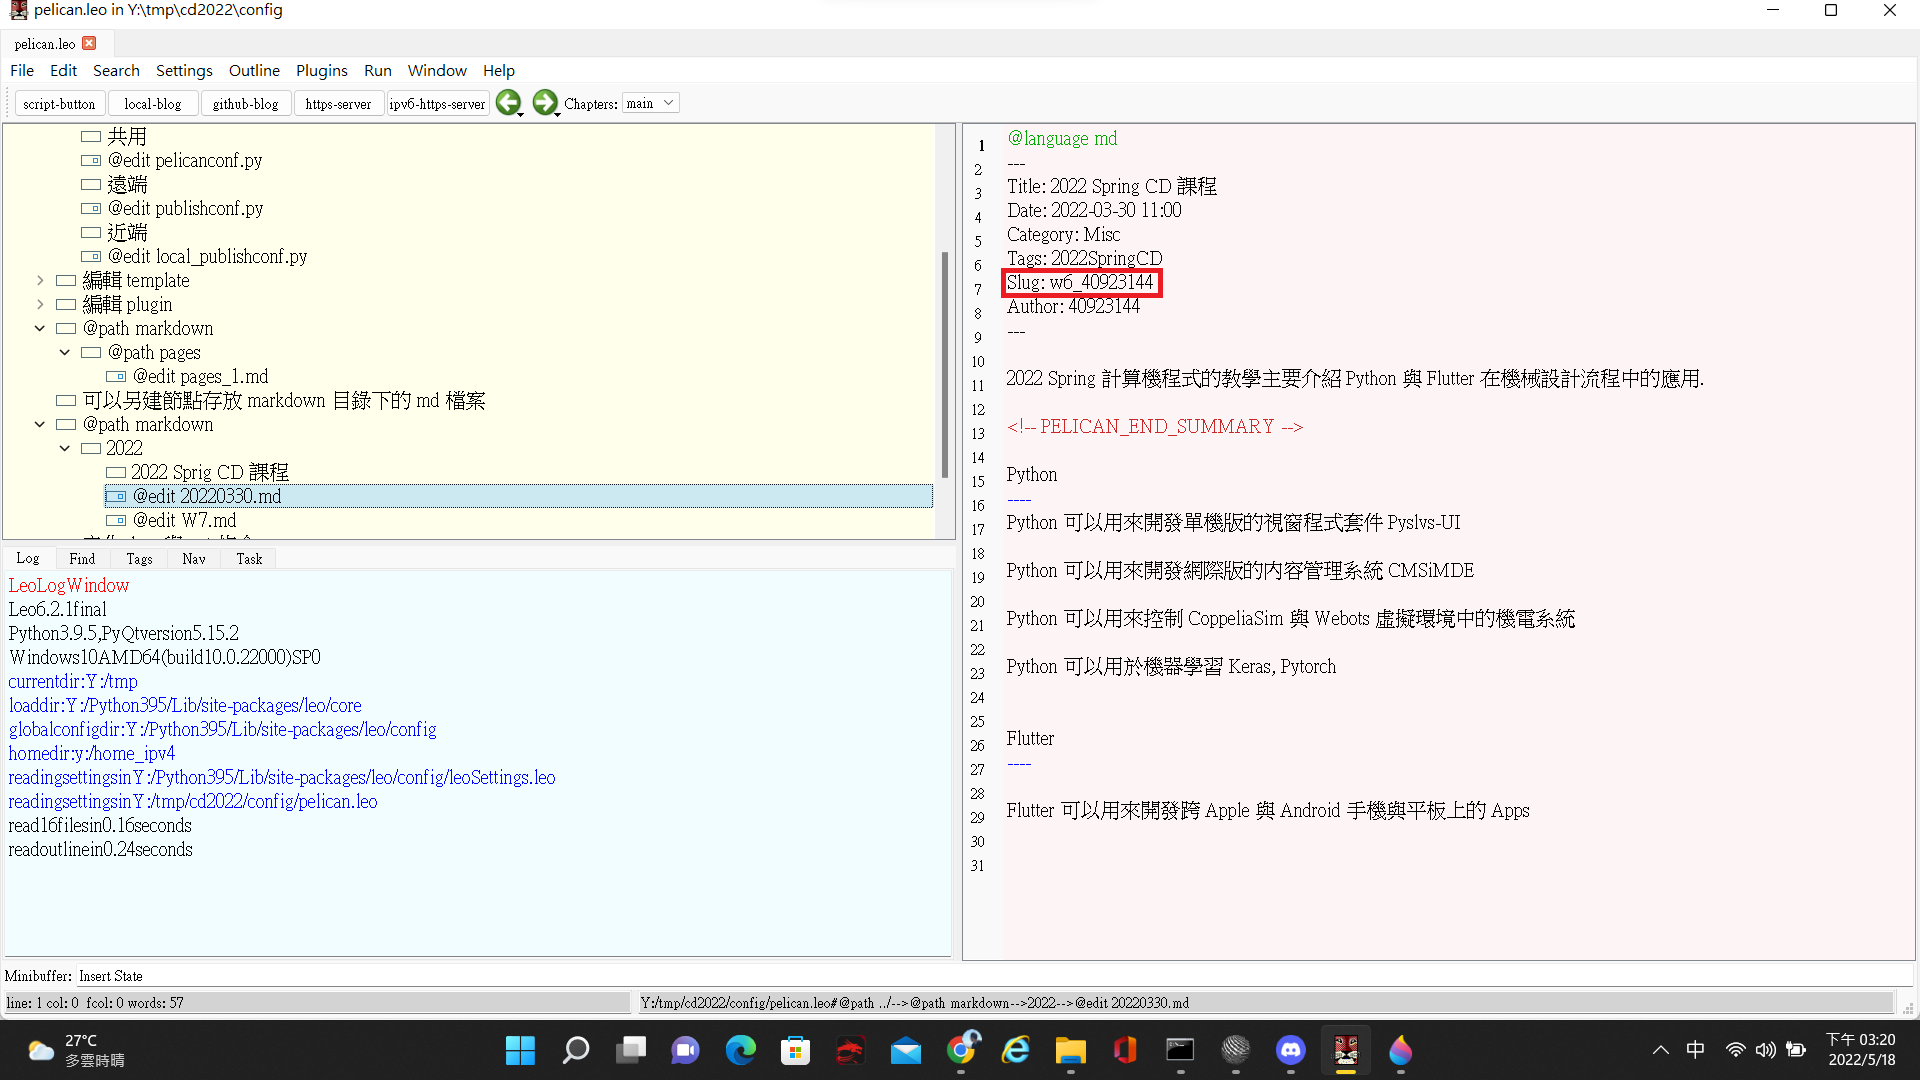 pelican.leo in Y:\tmp\cd2022\config
pelican.leo
File Edit Search Settings Outline Plugins Run Window Help
script-button local-blog github-blog https-server ipv6-https-server Chapters: main
共用
@edit pelicanconf.py
遠端
@edit publishconf.py
近端
@edit local_publishconf.py
編輯 template
編輯 plugin
@path markdown
@path pages
@edit pages_1.md
可以另建節點存放 markdown 目錄下的 md 檔案
@path markdown
2022
2022 Sprig CD 課程
@edit 20220330.md
@edit W7.md
Log Find Tags Nav Task
LeoLogWindow
Leo6.2.1final
Python3.9.5,PyQtversion5.15.2
Windows10AMD64(build10.0.22000)SP0
currentdir:Y:/tmp
loaddir:Y:/Python395/Lib/site-packages/leo/core
globalconfigdir:Y:/Python395/Lib/site-packages/leo/config
homedir:y:/home_ipv4
readingsettingsinY:/Python395/Lib/site-packages/leo/config/leoSettings.leo
readingsettingsinY:/tmp/cd2022/config/pelican.leo
read16filesin0.16seconds
readoutlinein0.24seconds
1 @language md
2 ---
3 Title: 2022 Spring CD 課程
4 Date: 2022-03-30 11:00
5 Category: Misc
6 Tags: 2022SpringCD
7 Slug: w6_40923144
8 Author: 40923144
9 ---
10
11 2022 Spring 計算機程式的教學主要介紹 Python 與 Flutter 在機械設計流程中的應用.
12
13 <!-- PELICAN_END_SUMMARY -->
14
15 Python
16 ----
17 Python 可以用來開發單機版的視窗程式套件 Pyslvs-UI
18
19 Python 可以用來開發網際版的內容管理系統 CMSiMDE
20
21 Python 可以用來控制 CoppeliaSim 與 Webots 虛擬環境中的機電系統
22
23 Python 可以用於機器學習 Keras, Pytorch
24
25
26 Flutter
27 ----
28
29 Flutter 可以用來開發跨 Apple 與 Android 手機與平板上的 Apps
30
31
Minibuffer: Insert State
line: 1 col: 0 fcol: 0 words: 57
Y:/tmp/cd2022/config/pelican.leo#@path ../-->@path markdown-->2022-->@edit 20220330.md
27°C
多雲時晴
中
下午 03:20
2022/5/18